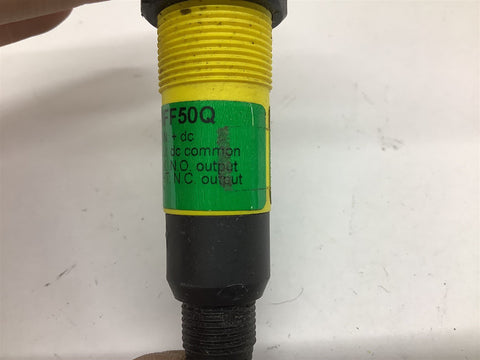 FF50Q
+ dc
dc common
N.O. output
N.C. output